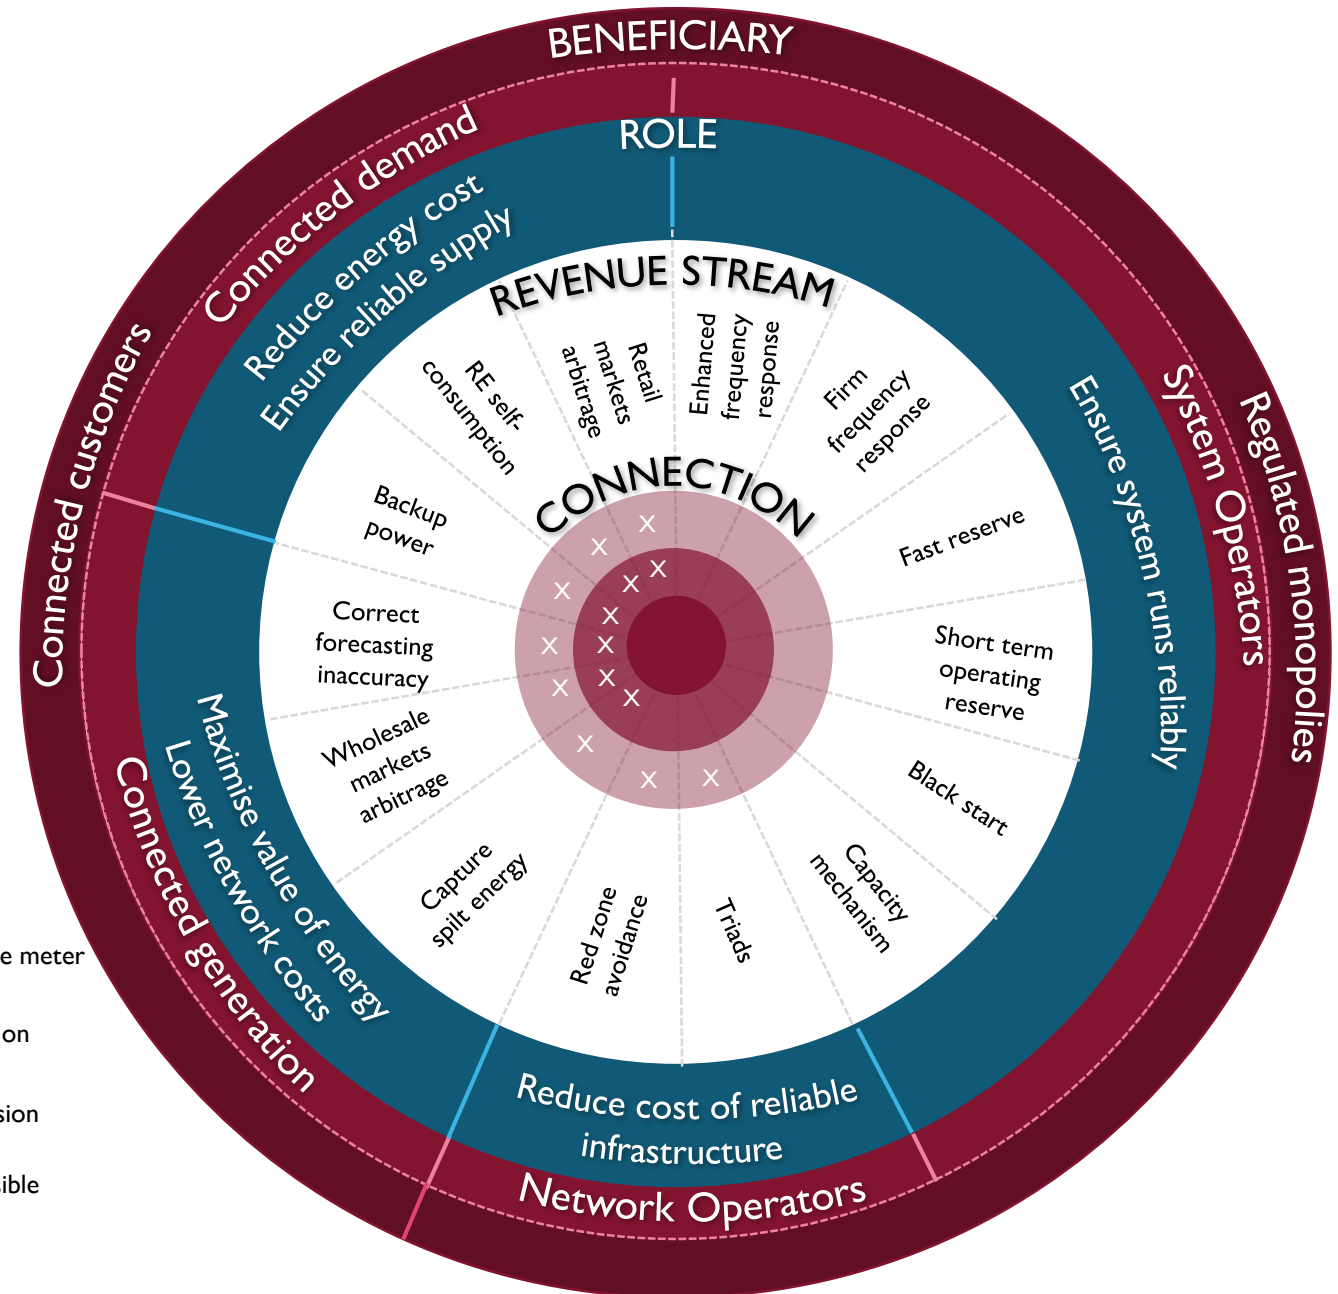 BENEFICIARY
Connected customers
Regulated monopolies
Connected demand
System Operators
Network Operators
Connected generation
ROLE
Reduce energy cost
Ensure reliable supply
Ensure system runs reliably
Reduce cost of reliable
infrastructure
Maximise value of energy
Lower network costs
REVENUE STREAM
Enhanced
frequency
response
Firm
frequency
response
Fast reserve
Short term
operating
reserve
Black start
Capacity
mechanism
Triads
Red zone
avoidance
Capture
spilt energy
Wholesale
markets
arbitrage
Correct
forecasting
inaccuracy
Backup
power
RE self-
consumption
Retail
markets
arbitrage
CONNECTION
X
X
X
X
X
X
X
X
X
X
X
X
X
X
e meter
on
sion